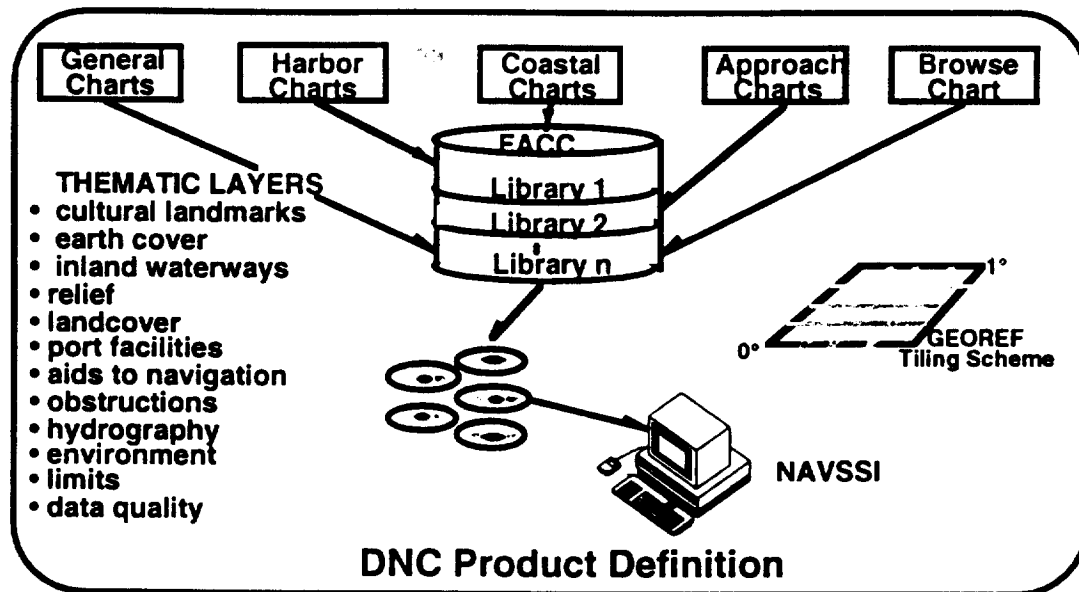 General
Charts
Harbor
Charts
Coastal
Charts
Approach
Charts
Browse
Chart
FACC
Library 1
Library 2
Library n
THEMATIC LAYERS
• cultural landmarks
• earth cover
• inland waterways
• relief
• landcover
• port facilities
• aids to navigation
• obstructions
• hydrography
• environment
• limits
• data quality
1°
0°
GEOREF
Tiling Scheme
NAVSSI
DNC Product Definition